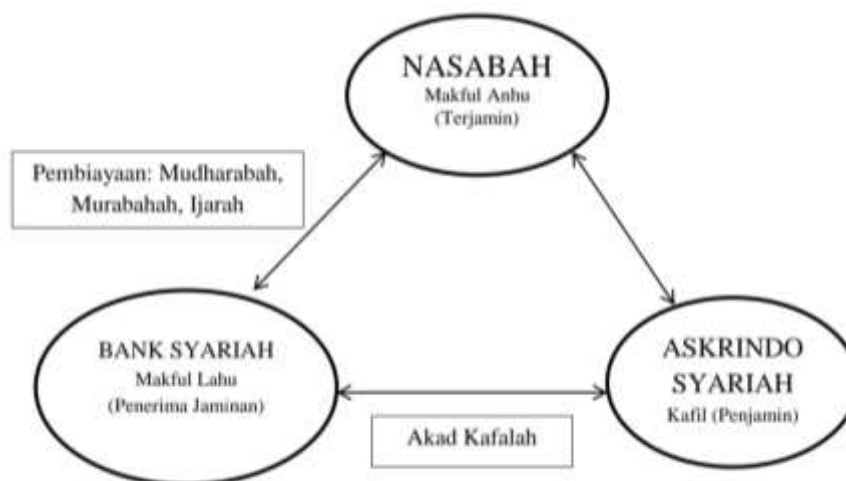 NASABAH
Makful Anhu
(Terjamin)
Pembiayaan: Mudharabah,
Murabahah, Ijarah
BANK SYARIAH
Makful Lahu
(Penerima Jaminan)
ASKRINDO
SYARIAH
Kafil (Penjamin)
Akad Kafalah